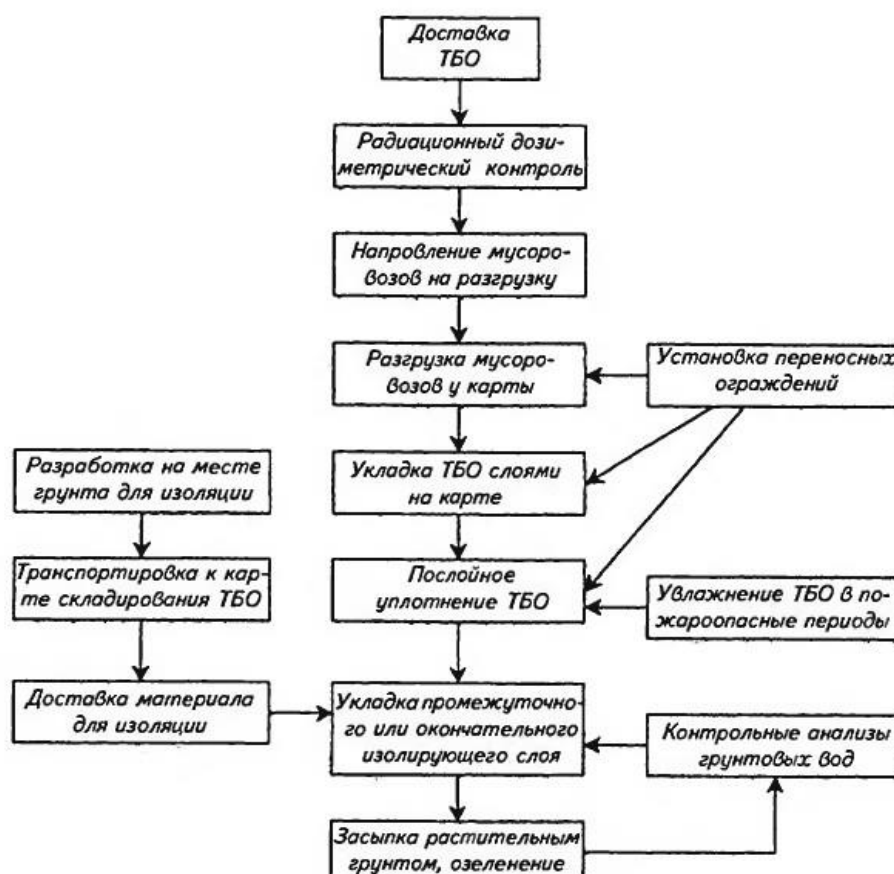 Доставка
ТБО
Радиационный дози-
метрический контроль
Напровление мусоро-
возов на разгрузку
Разгрузка мусоро-
возов у карты
Установка переносных
ограждений
Разработка на месте
грунта для изоляции
Укладка ТБО слоями
на карте
Транспортировка к кар-
те складирования ТБО
Послойное
уплотнение ТБО
Увлажнение ТБО в по-
жароопасные периоды
Доставка материала
для изоляции
Укладка промежуточно-
го или окончательного
изолирующего слоя
Контрольные анализы
грунтовых вод
Засыпка растительным
грунтом, озеленение